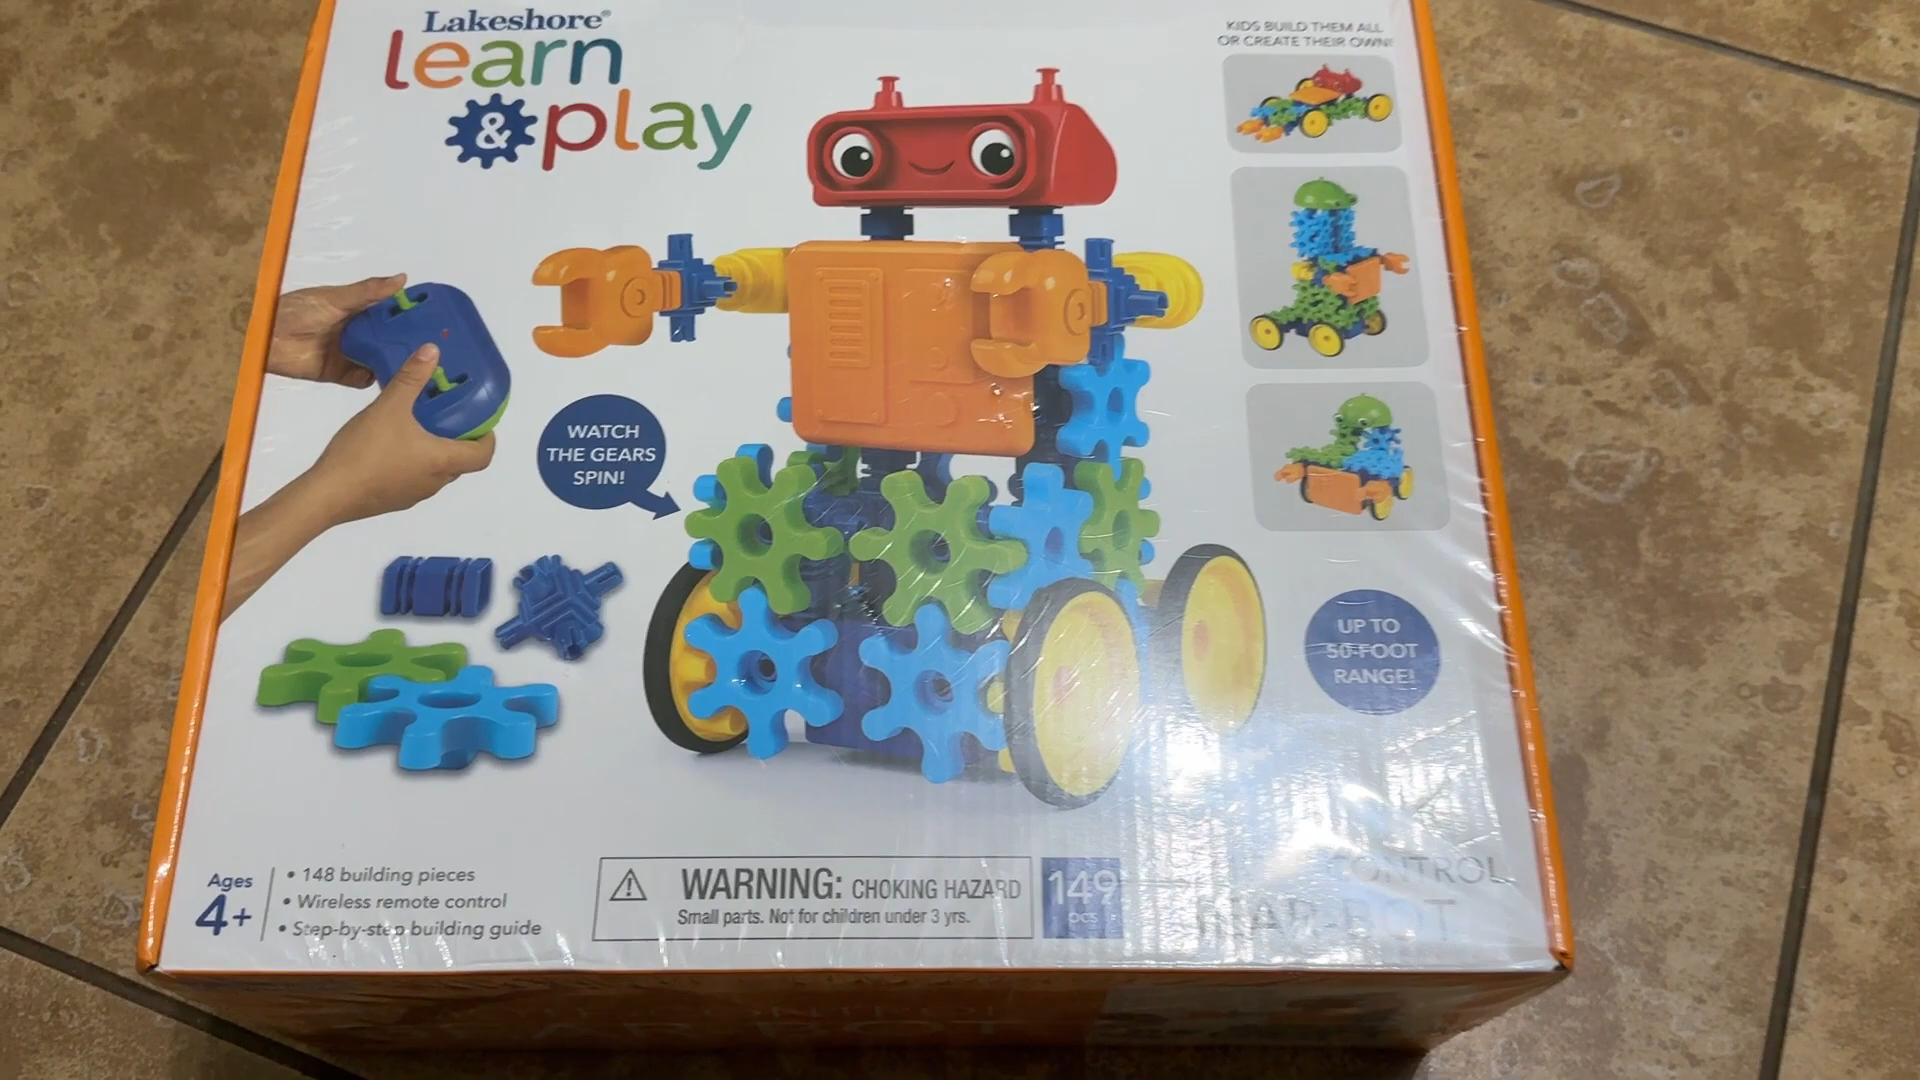 Lakeshore®
learn
& play
KIDS BUILD THEM ALL
OR CREATE THEIR OWN!
WATCH
THE GEARS
SPIN!
UP TO
50-FOOT
RANGE!
Ages
4+
• 148 building pieces
• Wireless remote control
• Step-by-step building guide
WARNING: CHOKING HAZARD
Small parts. Not for children under 3 yrs.
149
PCS
CONTROL
GEAR-BOT